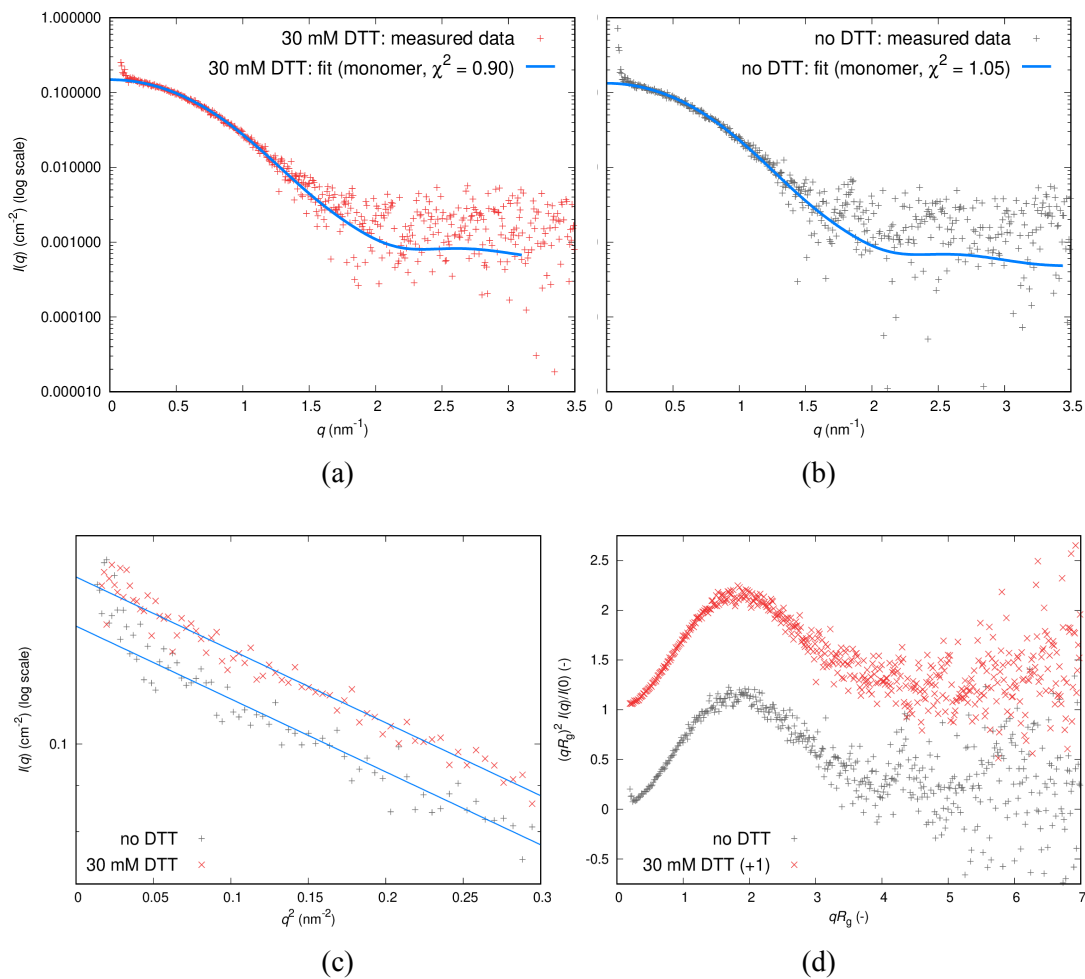 1.000000
0.100000
0.010000
0.001000
0.000100
0.000010
I(q) (cm⁻²) (log scale)
30 mM DTT: measured data
30 mM DTT: fit (monomer, χ² = 0.90)
0 0.5 1 1.5 2 2.5 3 3.5
q (nm⁻¹)
(a)
no DTT: measured data
no DTT: fit (monomer, χ² = 1.05)
0 0.5 1 1.5 2 2.5 3 3.5
q (nm⁻¹)
(b)
I(q) (cm⁻²) (log scale)
0.1
no DTT
30 mM DTT
0 0.05 0.1 0.15 0.2 0.25 0.3
q² (nm⁻²)
(c)
2.5
2
1.5
1
0.5
0
-0.5
(qRg)² I(q)/I(0) (-)
no DTT
30 mM DTT (+1)
0 1 2 3 4 5 6 7
qRg (-)
(d)